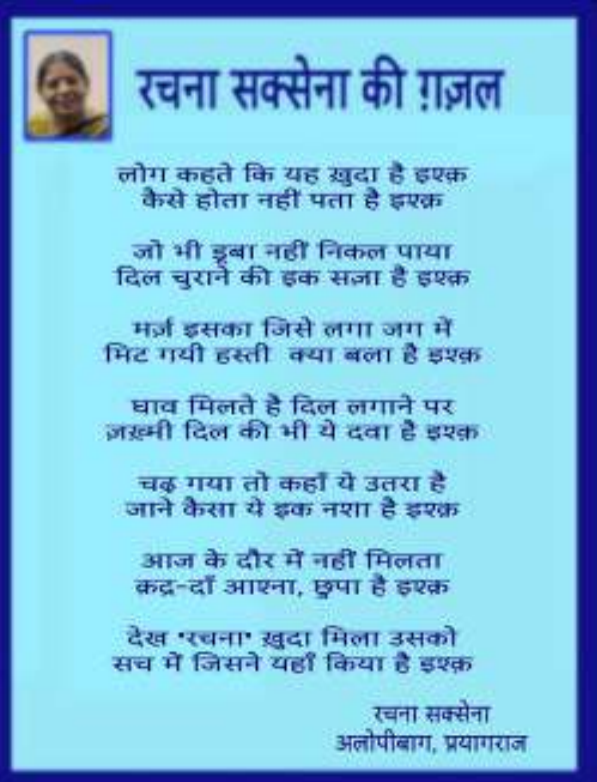 रचना सक्सेना की ग़ज़ल
लोग कहते कि यह ख़ुदा है इश्क़
कैसे होता नहीं पता है इश्क़
जो भी डूबा नहीं निकल पाया
दिल चुराने की इक सज़ा है इश्क़
मर्ज़ इसका जिसे लगा जग में
मिट गयी हस्ती क्या बला है इश्क़
घाव मिलते है दिल लगाने पर
ज़ख़्मी दिल की भी ये दवा है इश्क़
चढ़ गया तो कहाँ ये उतरा है
जाने कैसा ये इक नशा है इश्क़
आज के दौर में नहीं मिलता
क़द्र-दाँ आश्ना, छुपा है इश्क़
देख 'रचना' ख़ुदा मिला उसको
सच में जिसने यहाँ किया है इश्क़
रचना सक्सेना
अलोपीबाग, प्रयागराज